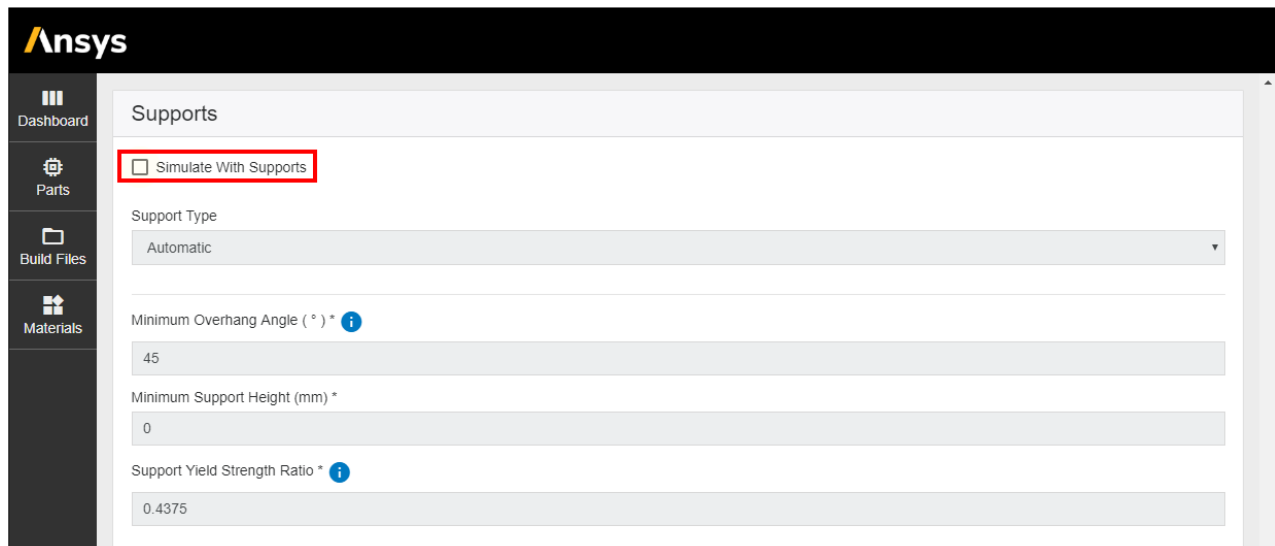 Ansys
Dashboard
Parts
Build Files
Materials
Supports
Simulate With Supports
Support Type
Automatic
Minimum Overhang Angle ( ° ) *
45
Minimum Support Height (mm) *
0
Support Yield Strength Ratio *
0.4375